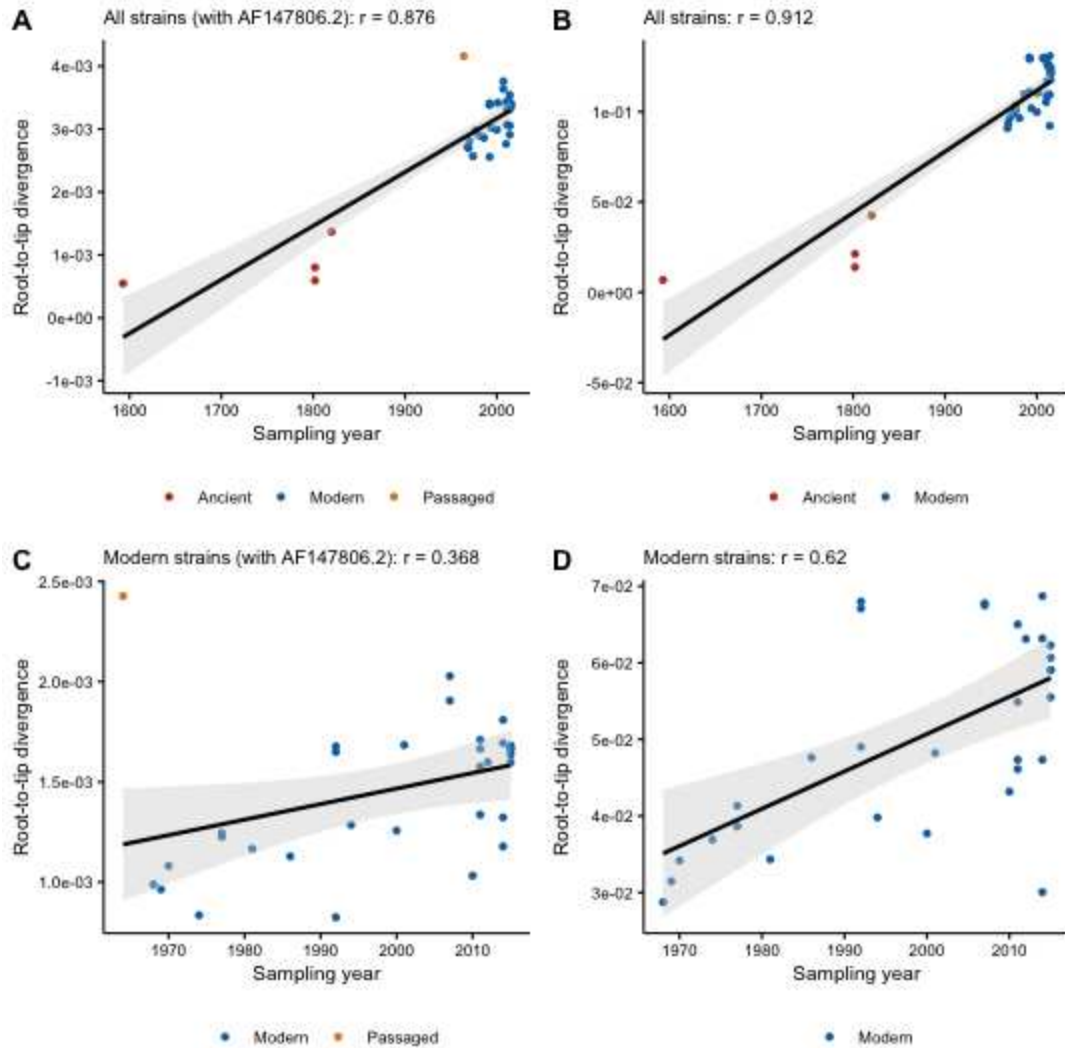 A All strains (with AF147806.2): r = 0.876
4e-03
3e-03
2e-03
1e-03
0e+00
-1e-03
Root-to-tip divergence
1600 1700 1800 1900 2000
Sampling year
Ancient Modern Passaged
B All strains: r = 0.912
1e-01
5e-02
0e+00
-5e-02
Root-to-tip divergence
1600 1700 1800 1900 2000
Sampling year
Ancient Modern
C Modern strains (with AF147806.2): r = 0.368
2.5e-03
2.0e-03
1.5e-03
1.0e-03
Root-to-tip divergence
1970 1980 1990 2000 2010
Sampling year
Modern Passaged
D Modern strains: r = 0.62
7e-02
6e-02
5e-02
4e-02
3e-02
Root-to-tip divergence
1970 1980 1990 2000 2010
Sampling year
Modern